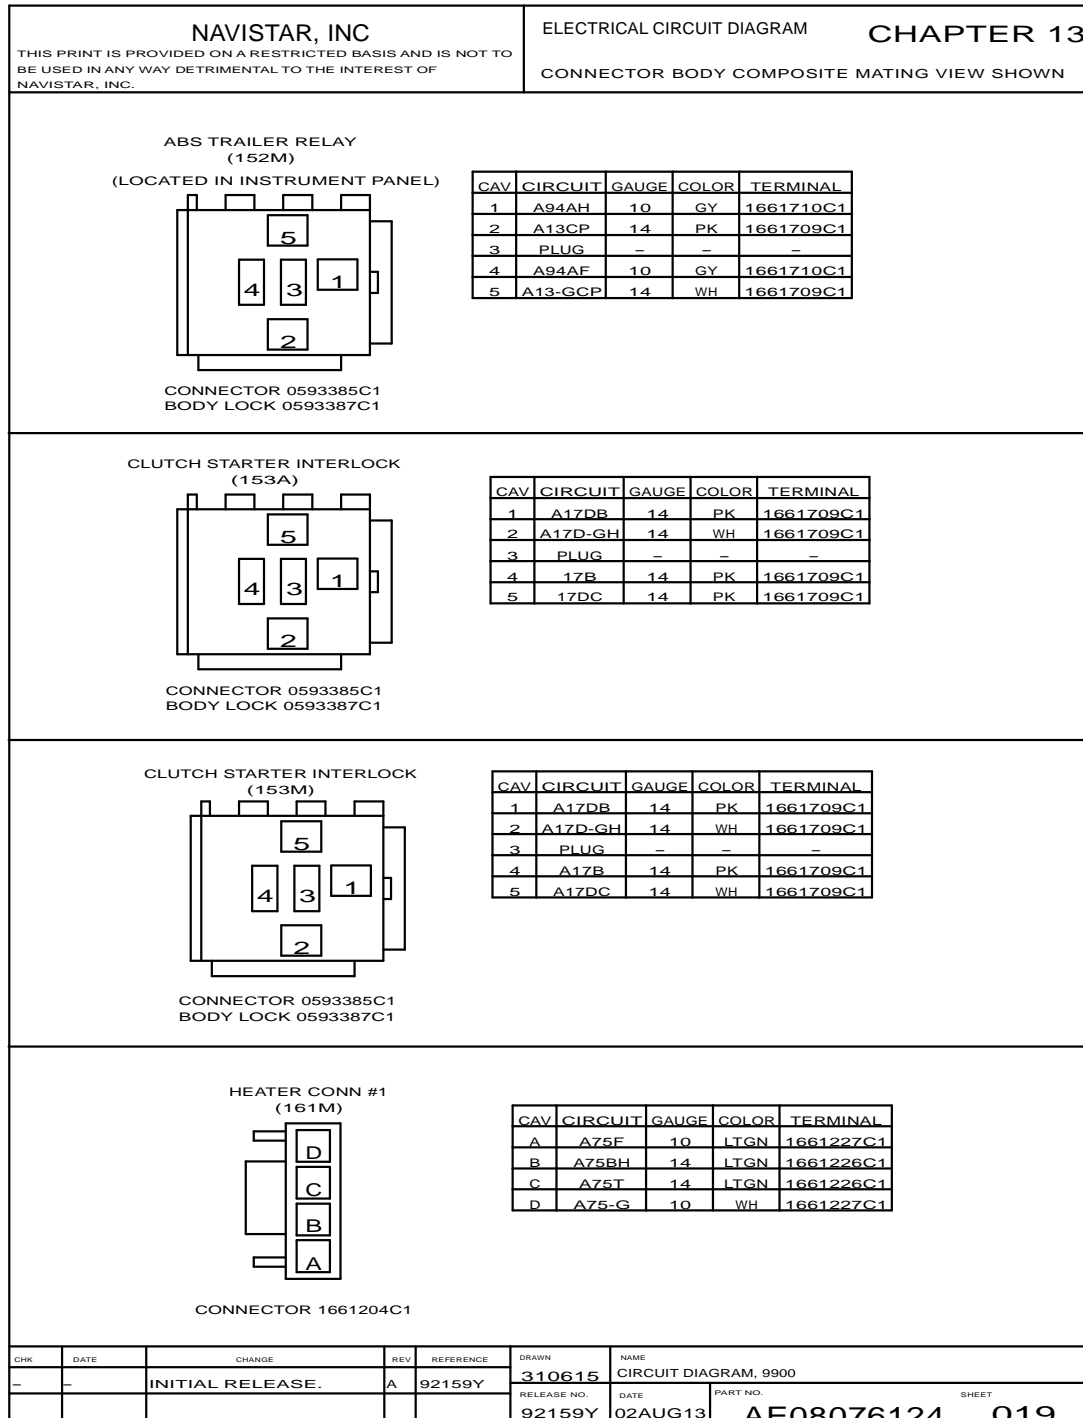 NAVISTAR, INC
THIS PRINT IS PROVIDED ON A RESTRICTED BASIS AND IS NOT TO
BE USED IN ANY WAY DETRIMENTAL TO THE INTEREST OF
NAVISTAR, INC.
ELECTRICAL CIRCUIT DIAGRAM
CHAPTER 13
CONNECTOR BODY COMPOSITE MATING VIEW SHOWN
ABS TRAILER RELAY
(152M)
(LOCATED IN INSTRUMENT PANEL)
5
4 3 1
2
CONNECTOR 0593385C1
BODY LOCK 0593387C1
CAV CIRCUIT GAUGE COLOR TERMINAL
1 A94AH 10 GY 1661710C1
2 A13CP 14 PK 1661709C1
3 PLUG – – –
4 A94AF 10 GY 1661710C1
5 A13-GCP 14 WH 1661709C1
CLUTCH STARTER INTERLOCK
(153A)
5
4 3 1
2
CONNECTOR 0593385C1
BODY LOCK 0593387C1
CAV CIRCUIT GAUGE COLOR TERMINAL
1 A17DB 14 PK 1661709C1
2 A17D-GH 14 WH 1661709C1
3 PLUG – – –
4 17B 14 PK 1661709C1
5 17DC 14 PK 1661709C1
CLUTCH STARTER INTERLOCK
(153M)
5
4 3 1
2
CONNECTOR 0593385C1
BODY LOCK 0593387C1
CAV CIRCUIT GAUGE COLOR TERMINAL
1 A17DB 14 PK 1661709C1
2 A17D-GH 14 WH 1661709C1
3 PLUG – – –
4 A17B 14 PK 1661709C1
5 A17DC 14 WH 1661709C1
HEATER CONN #1
(161M)
D
C
B
A
CONNECTOR 1661204C1
CAV CIRCUIT GAUGE COLOR TERMINAL
A A75F 10 LTGN 1661227C1
B A75BH 14 LTGN 1661226C1
C A75T 14 LTGN 1661226C1
D A75-G 10 WH 1661227C1
CHK DATE CHANGE REV REFERENCE
– – INITIAL RELEASE. A 92159Y
DRAWN
310615
NAME
CIRCUIT DIAGRAM, 9900
RELEASE NO.
92159Y
DATE
02AUG13
PART NO.
AE08076124
SHEET
019